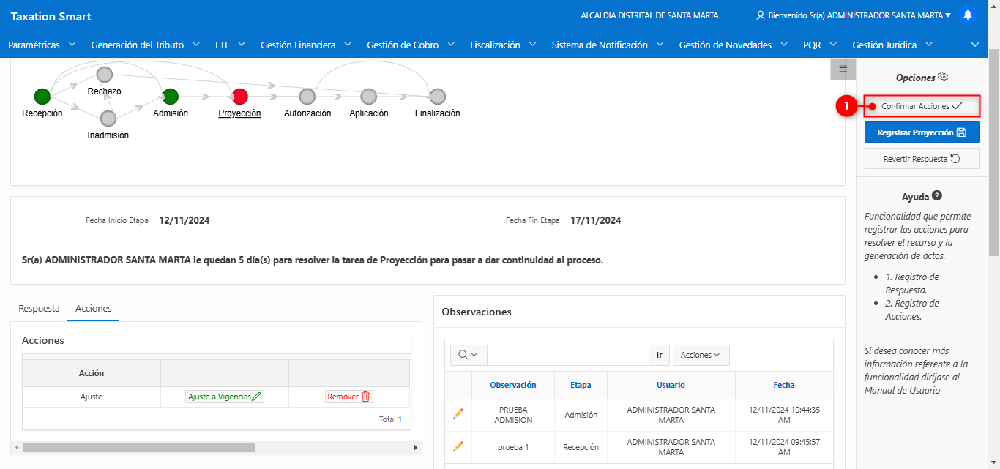 Taxation Smart
ALCALDIA DISTRITAL DE SANTA MARTA
Bienvenido Sr(a) ADMINISTRADOR SANTA MARTA
Paramétricas
Generación del Tributo
ETL
Gestión Financiera
Gestión de Cobro
Fiscalización
Sistema de Notificación
Gestión de Novedades
PQR
Gestión Jurídica
Rechazo
Recepción
Admisión
Proyección
Autorización
Aplicación
Finalización
Inadmisión
Opciones
1
Confirmar Acciones
Registrar Proyección
Revertir Respuesta
Ayuda
Funcionalidad que permite
registrar las acciones para
resolver el recurso y la
generación de actos.
1. Registro de
Respuesta.
2. Registro de
Acciones.
Si desea conocer más
información referente a la
funcionalidad diríjase al
Manual de Usuario
Fecha Inicio Etapa 12/11/2024
Fecha Fin Etapa 17/11/2024
Sr(a) ADMINISTRADOR SANTA MARTA le quedan 5 día(s) para resolver la tarea de Proyección para pasar a dar continuidad al proceso.
Respuesta
Acciones
Acciones
Acción
Ajuste
Ajuste a Vigencias
Remover
Total 1
Observaciones
Ir
Acciones
Observación
Etapa
Usuario
Fecha
PRUEBA
ADMISION
Admisión
ADMINISTRADOR SANTA
MARTA
12/11/2024 10:44:35
AM
prueba 1
Recepción
ADMINISTRADOR SANTA
MARTA
12/11/2024 09:45:57
AM